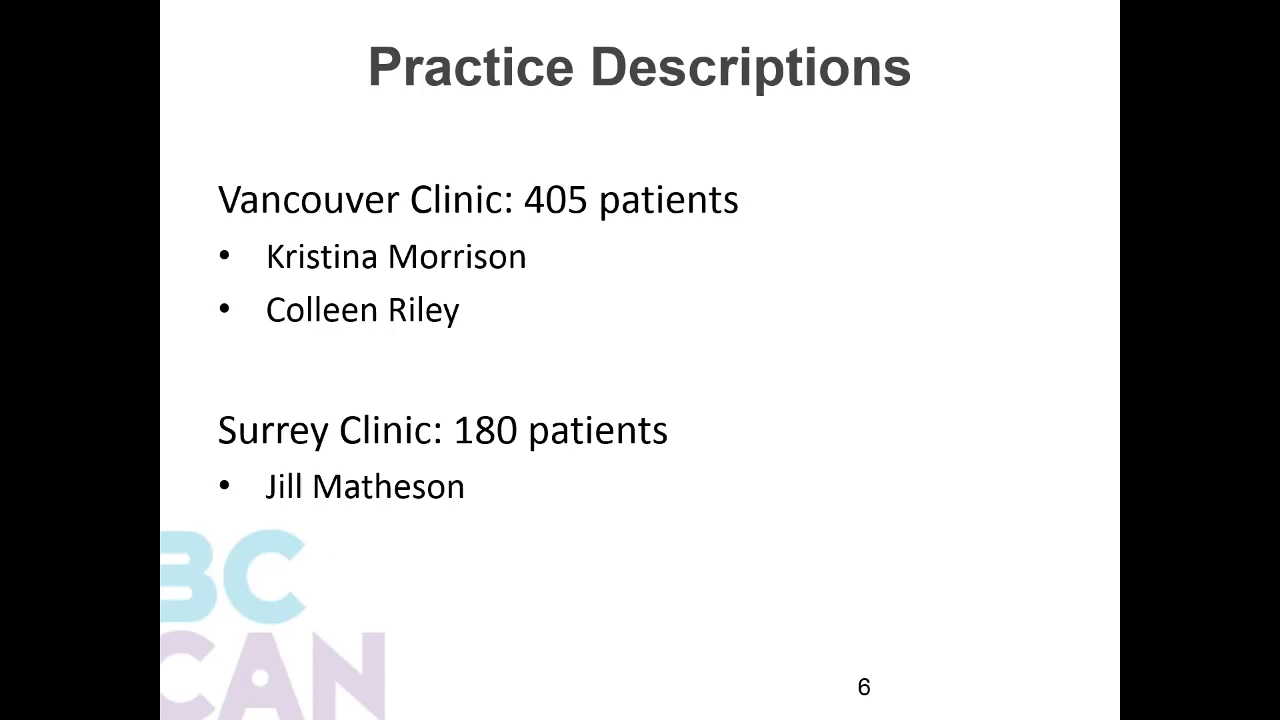 Practice Descriptions
Vancouver Clinic: 405 patients
• Kristina Morrison
• Colleen Riley
Surrey Clinic: 180 patients
• Jill Matheson
BC
CAN
6